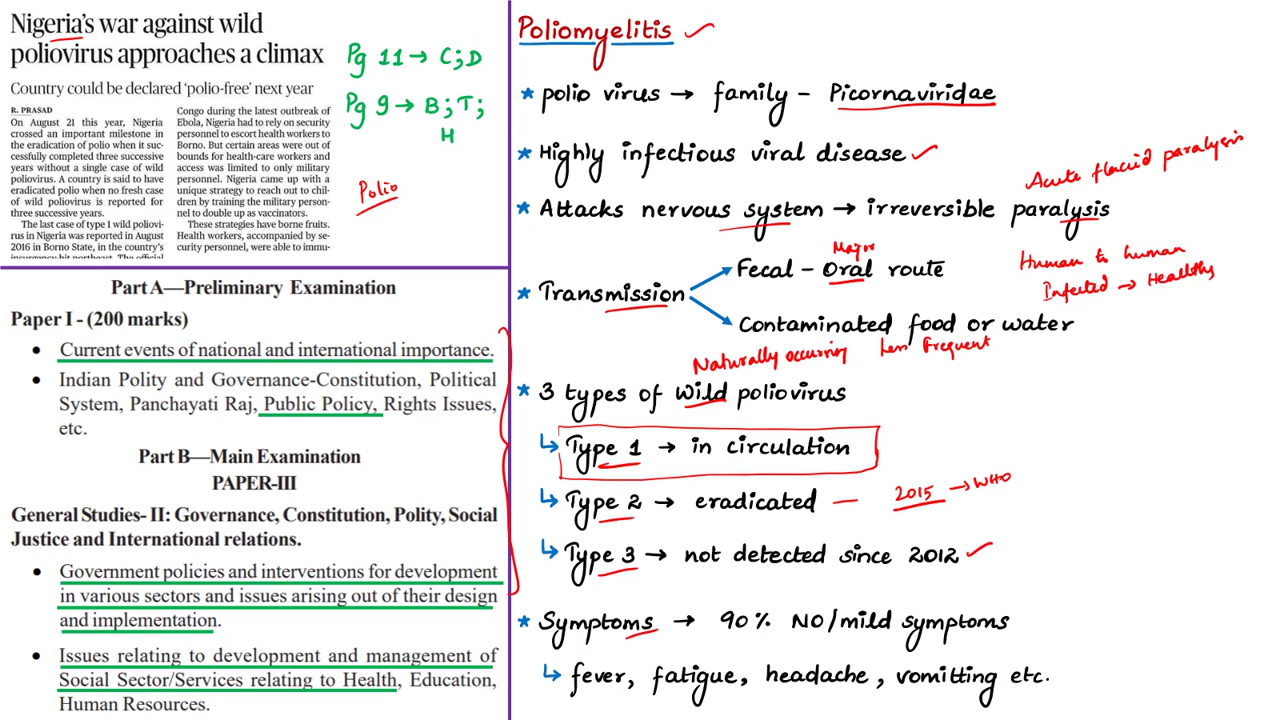 Nigeria's war against wild
poliovirus approaches a climax
Country could be declared 'polio-free' next year
R. PRASAD
On August 21 this year, Nigeria
crossed an important milestone in
the eradication of polio when it suc-
cessfully completed three successive
years without a single case of wild
poliovirus. A country is said to have
eradicated polio when no fresh case
of wild poliovirus is reported for
three successive years.
The last case of type 1 wild poliovi-
rus in Nigeria was reported in August
2016 in Borno State, in the country's
insurgency-hit northeast. The official
Congo during the latest outbreak of
Ebola, Nigeria had to rely on security
personnel to escort health workers to
Borno. But certain areas were out of
bounds for health-care workers and
access was limited to only military
personnel. Nigeria came up with a
unique strategy to reach out to chil-
dren by training the military person-
nel to double up as vaccinators.
These strategies have borne fruits.
Health workers, accompanied by se-
curity personnel, were able to immu-
Pg 11 → C; D
Pg 9 → B; T;
H
Polio
Part A—Preliminary Examination
Paper I - (200 marks)
• Current events of national and international importance.
• Indian Polity and Governance-Constitution, Political
System, Panchayati Raj, Public Policy, Rights Issues,
etc.
Part B—Main Examination
PAPER-III
General Studies- II: Governance, Constitution, Polity, Social
Justice and International relations.
• Government policies and interventions for development
in various sectors and issues arising out of their design
and implementation.
• Issues relating to development and management of
Social Sector/Services relating to Health, Education,
Human Resources.
Poliomyelitis ✓
* polio virus → family - Picornaviridae
* Highly infectious viral disease ✓
Acute flacid paralysis
* Attacks nervous system → irreversible paralysis
Major
Fecal - Oral route
Human to human
Infected → Healthy
* Transmission
Contaminated food or water
Naturally occuring Less frequent
* 3 types of wild poliovirus
↳ Type 1 → in circulation
↳ Type 2 → eradicated — 2015 → WHO
↳ Type 3 → not detected since 2012 ✓
* Symptoms → 90% NO/mild symptoms
↳ fever, fatigue, headache, vomitting etc.